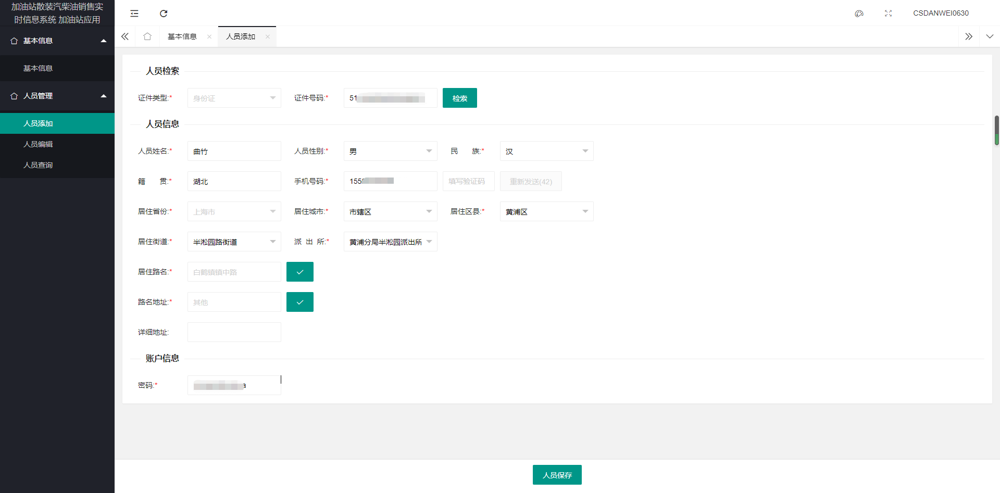 加油站散装汽柴油销售实
时信息系统 加油站应用
CSDANWEI0630
基本信息
基本信息
人员管理
人员添加
人员编辑
人员查询
基本信息
人员添加
人员检索
证件类型:* 身份证 证件号码:* 51 检索
人员信息
人员姓名:* 曲竹 人员性别:* 男 民 族:* 汉
籍 贯:* 湖北 手机号码:* 155 填写验证码 重新发送(42)
居住省份:* 上海市 居住城市:* 市辖区 居住区县:* 黄浦区
居住街道:* 半淞园路街道 派 出 所:* 黄浦分局半淞园派出所
居住路名:* 白鹤镇镇中路
路名地址:* 其他
详细地址:
账户信息
密码:* a
人员保存